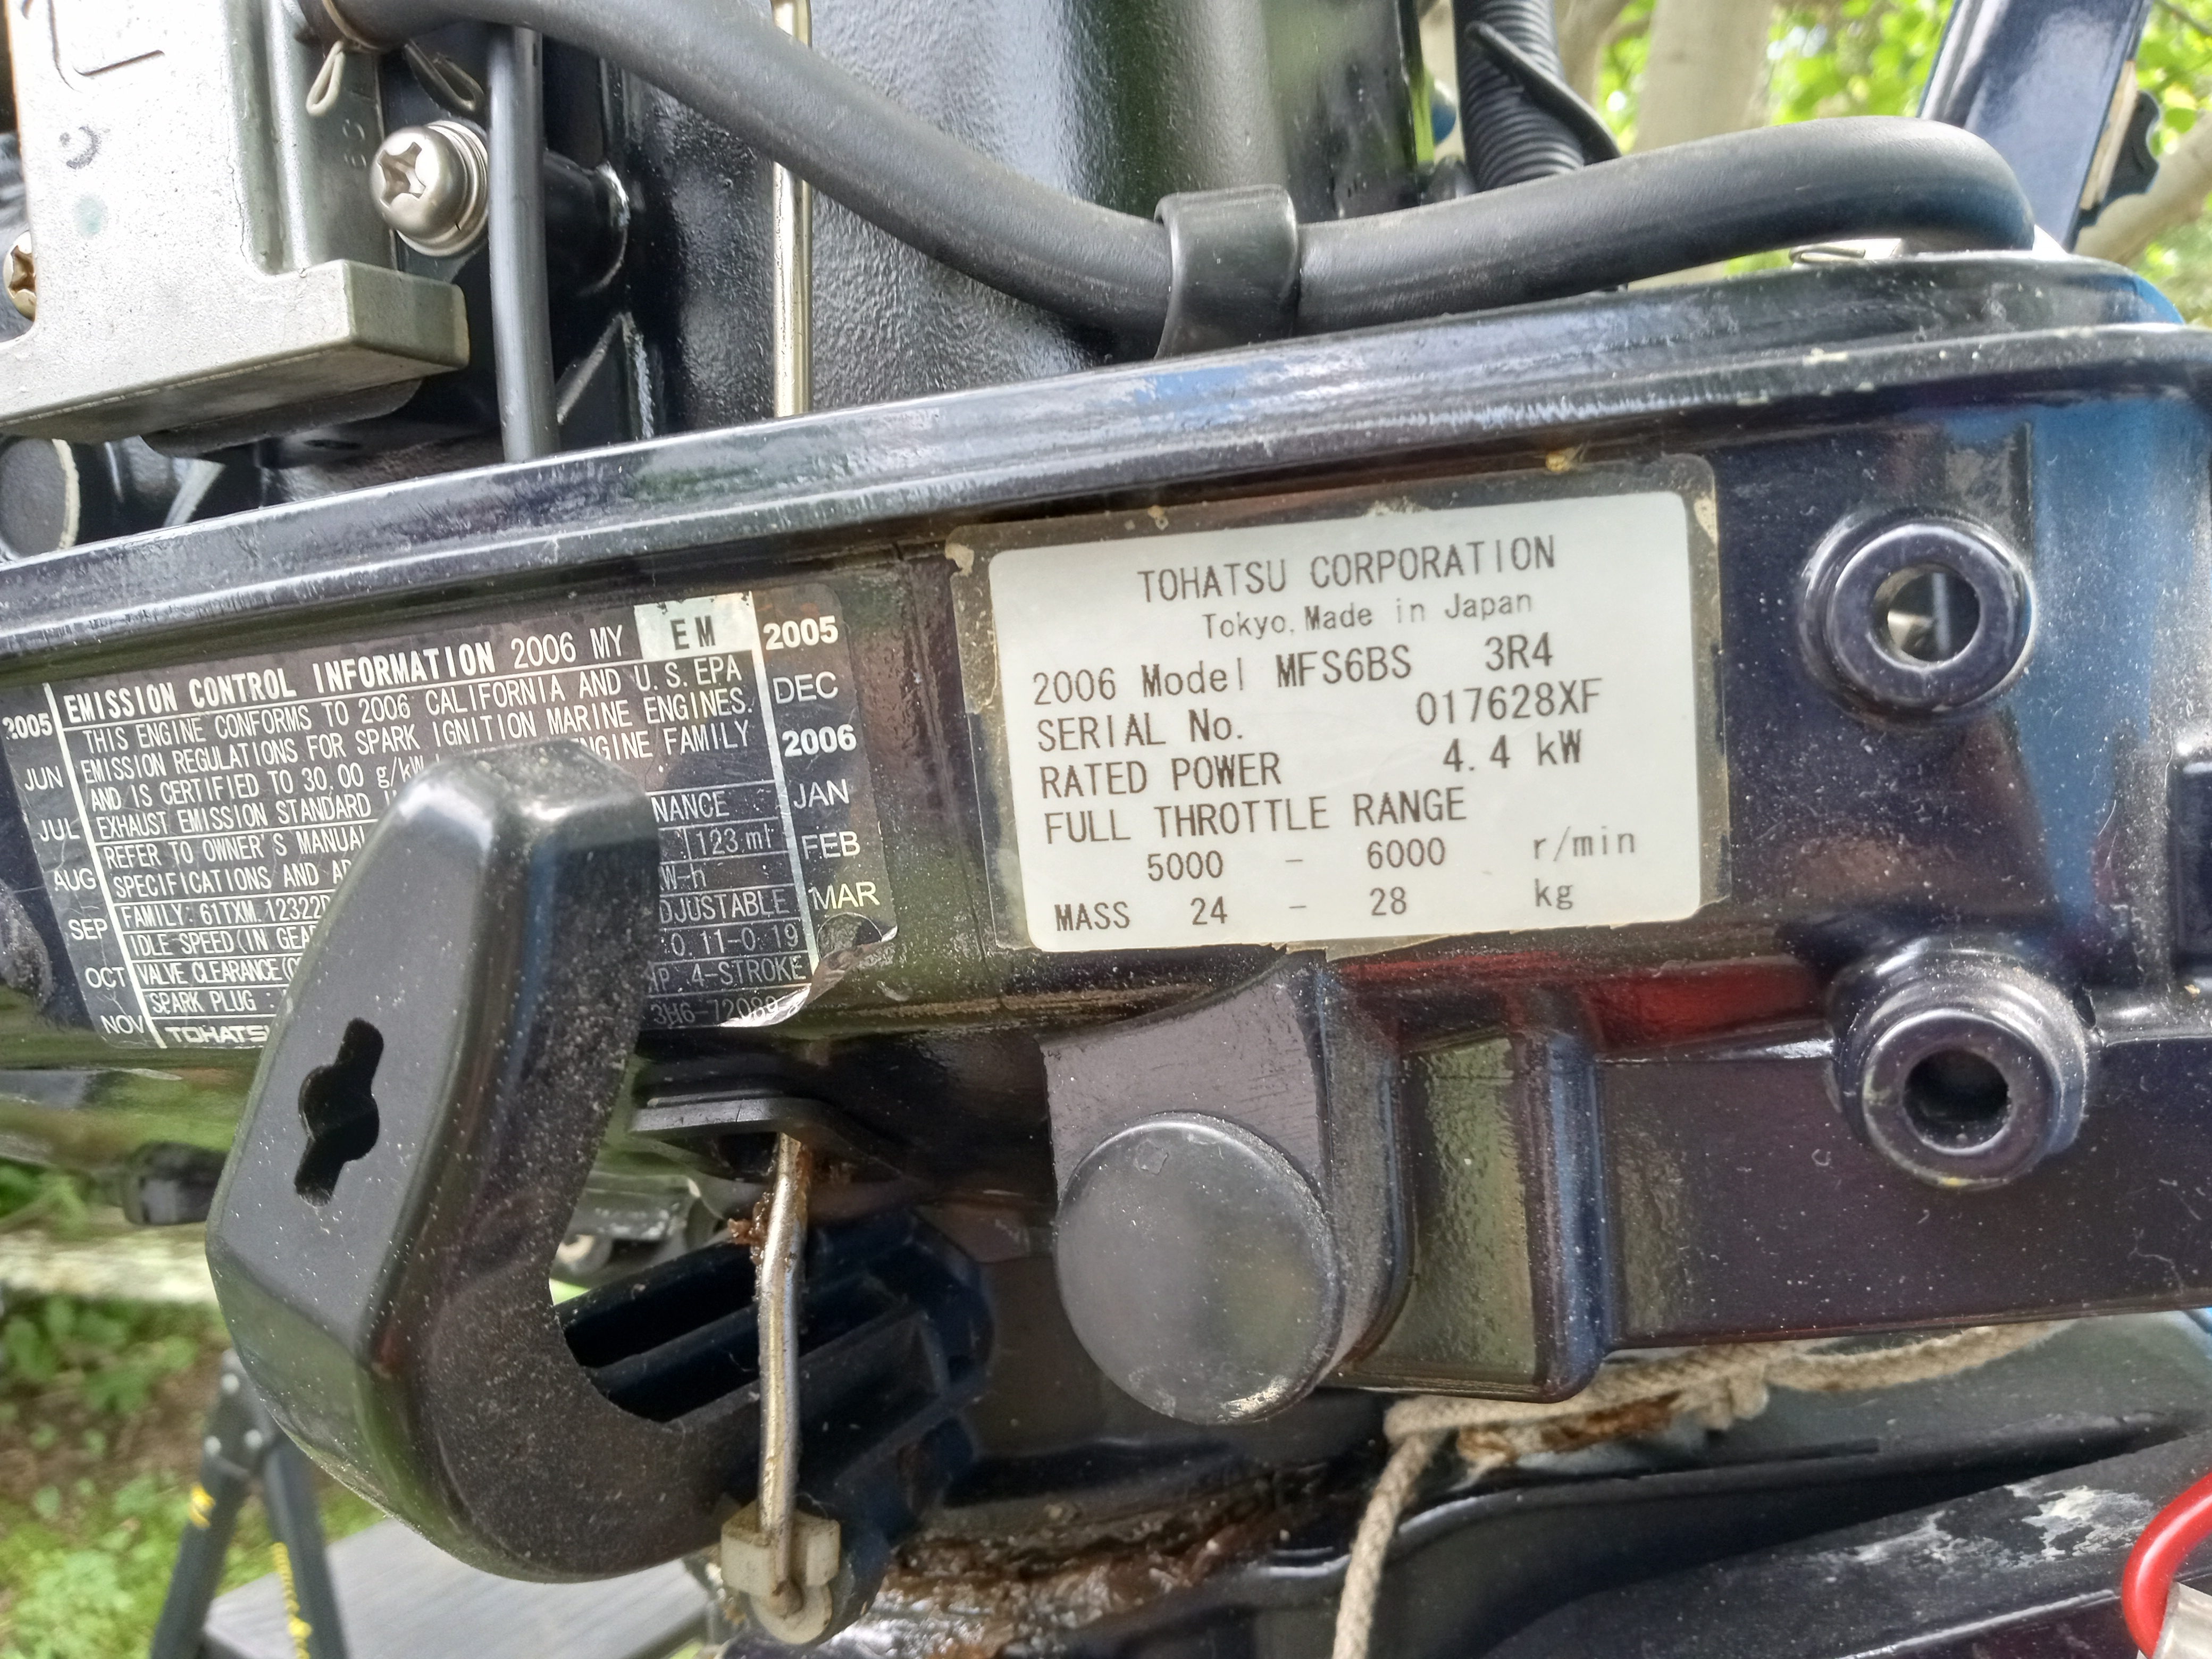 EMISSION CONTROL INFORMATION 2006 MY EM
THIS ENGINE CONFORMS TO 2006 CALIFORNIA AND U.S. EPA
EMISSION REGULATIONS FOR SPARK IGNITION MARINE ENGINES.
AND IS CERTIFIED TO 30.00 g/kW ENGINE FAMILY
EXHAUST EMISSION STANDARD
REFER TO OWNER'S MANUAL NANCE
SPECIFICATIONS AND 123 ml
FAMILY: W-h
IDLE SPEED (IN GEAR DJUSTABLE
VALVE CLEARANCE 0.11-0.19
SPARK PLUG : HP. 4-STROKE
TOHATSU 3H6-72089
2005
JUN
JUL
AUG
SEP
OCT
NOV
2005
DEC
2006
JAN
FEB
MAR
TOHATSU CORPORATION
Tokyo, Made in Japan
2006 Model MFS6BS 3R4
SERIAL No. 017628XF
RATED POWER 4.4 kW
FULL THROTTLE RANGE
5000 - 6000 r/min
MASS 24 - 28 kg